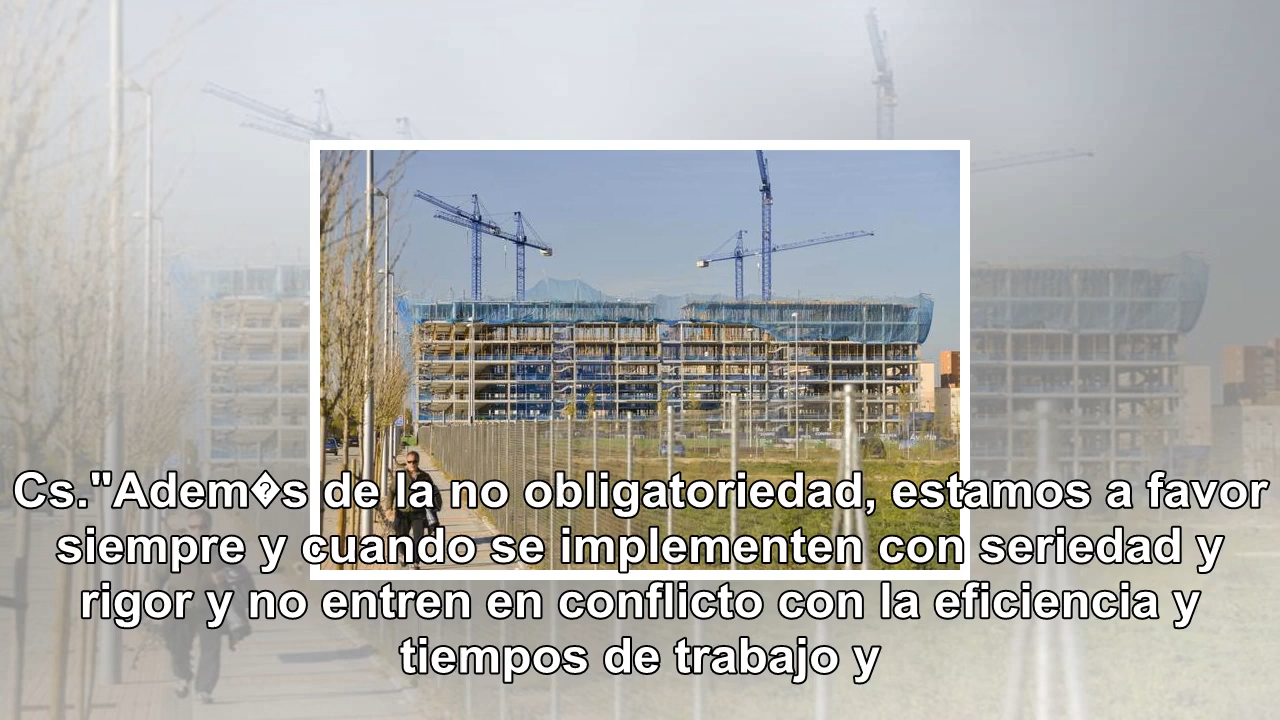 Cs."Adem�s de la no obligatoriedad, estamos a favor
siempre y cuando se implementen con seriedad y
rigor y no entren en conflicto con la eficiencia y
tiempos de trabajo y